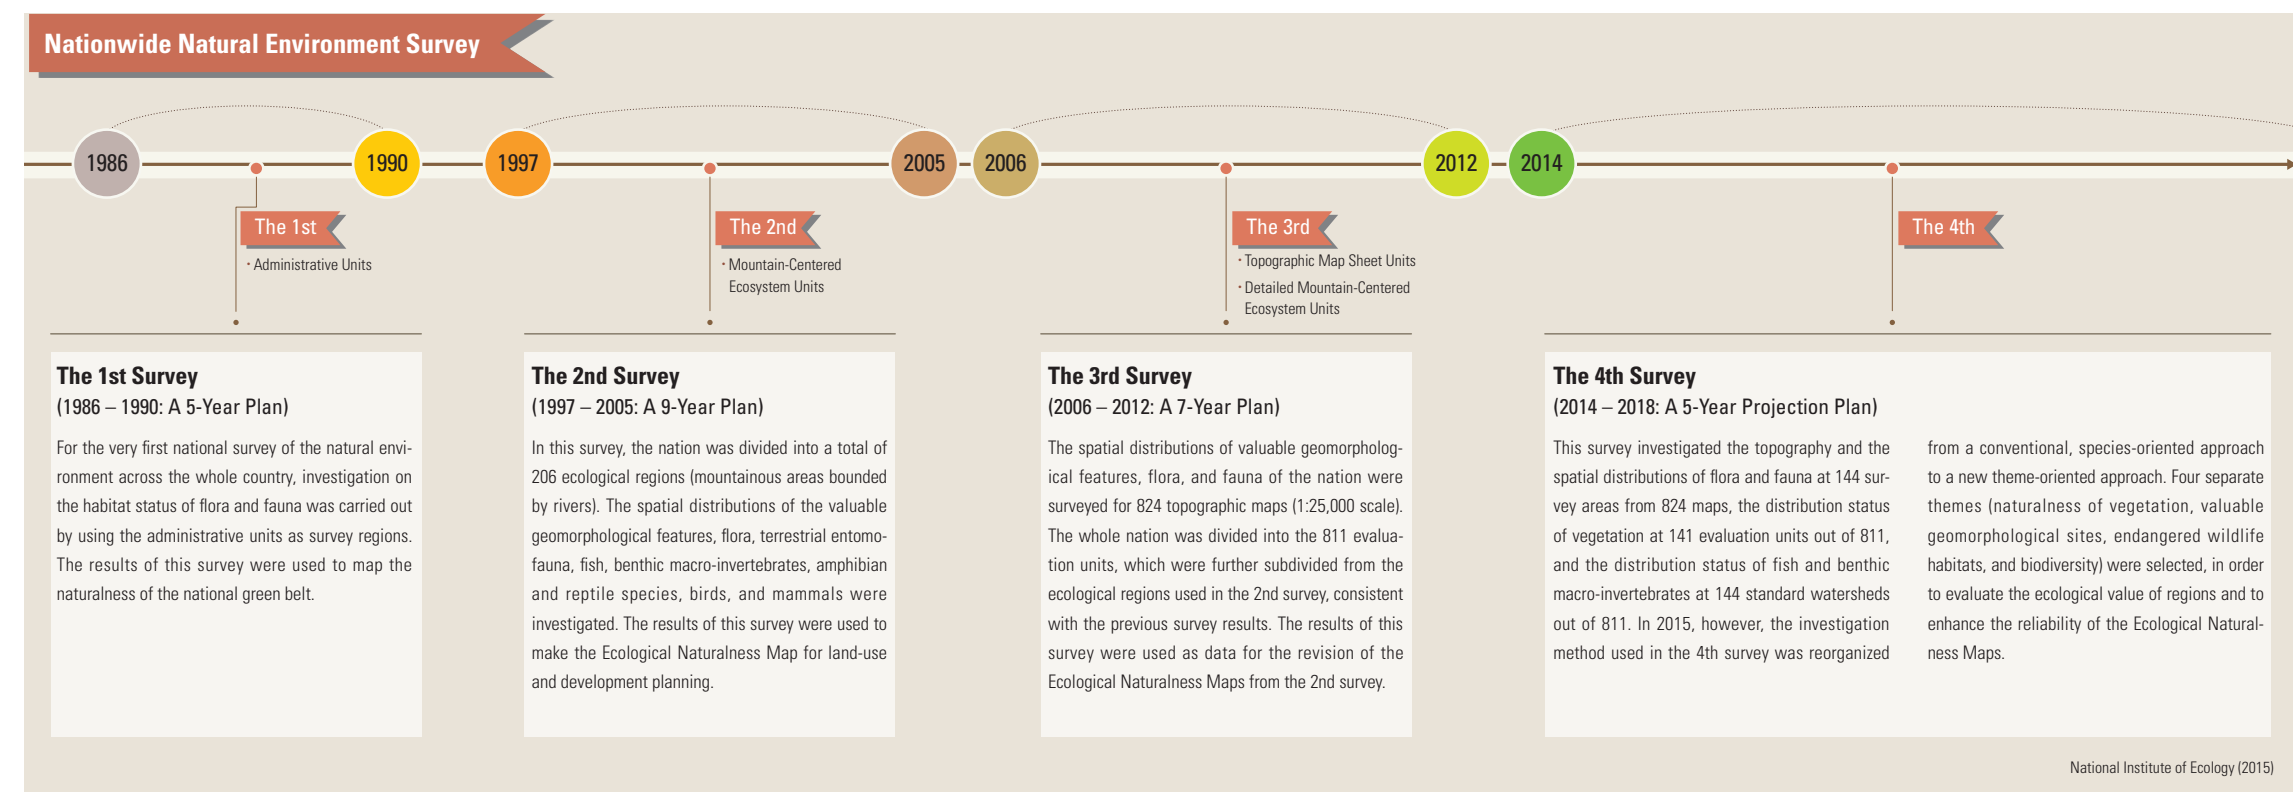 Nationwide Natural Environment Survey
1986
1990
1997
2005
2006
2012
2014
The 1st
· Administrative Units
The 2nd
· Mountain-Centered
Ecosystem Units
The 3rd
· Topographic Map Sheet Units
· Detailed Mountain-Centered
Ecosystem Units
The 4th
The 1st Survey
(1986 – 1990: A 5-Year Plan)
For the very first national survey of the natural envi-
ronment across the whole country, investigation on
the habitat status of flora and fauna was carried out
by using the administrative units as survey regions.
The results of this survey were used to map the
naturalness of the national green belt.
The 2nd Survey
(1997 – 2005: A 9-Year Plan)
In this survey, the nation was divided into a total of
206 ecological regions (mountainous areas bounded
by rivers). The spatial distributions of the valuable
geomorphological features, flora, terrestrial entomo-
fauna, fish, benthic macro-invertebrates, amphibian
and reptile species, birds, and mammals were
investigated. The results of this survey were used to
make the Ecological Naturalness Map for land-use
and development planning.
The 3rd Survey
(2006 – 2012: A 7-Year Plan)
The spatial distributions of valuable geomorpholog-
ical features, flora, and fauna of the nation were
surveyed for 824 topographic maps (1:25,000 scale).
The whole nation was divided into the 811 evalua-
tion units, which were further subdivided from the
ecological regions used in the 2nd survey, consistent
with the previous survey results. The results of this
survey were used as data for the revision of the
Ecological Naturalness Maps from the 2nd survey.
The 4th Survey
(2014 – 2018: A 5-Year Projection Plan)
This survey investigated the topography and the
spatial distributions of flora and fauna at 144 sur-
vey areas from 824 maps, the distribution status
of vegetation at 141 evaluation units out of 811,
and the distribution status of fish and benthic
macro-invertebrates at 144 standard watersheds
out of 811. In 2015, however, the investigation
method used in the 4th survey was reorganized
from a conventional, species-oriented approach
to a new theme-oriented approach. Four separate
themes (naturalness of vegetation, valuable
geomorphological sites, endangered wildlife
habitats, and biodiversity) were selected, in order
to evaluate the ecological value of regions and to
enhance the reliability of the Ecological Natural-
ness Maps.
National Institute of Ecology (2015)